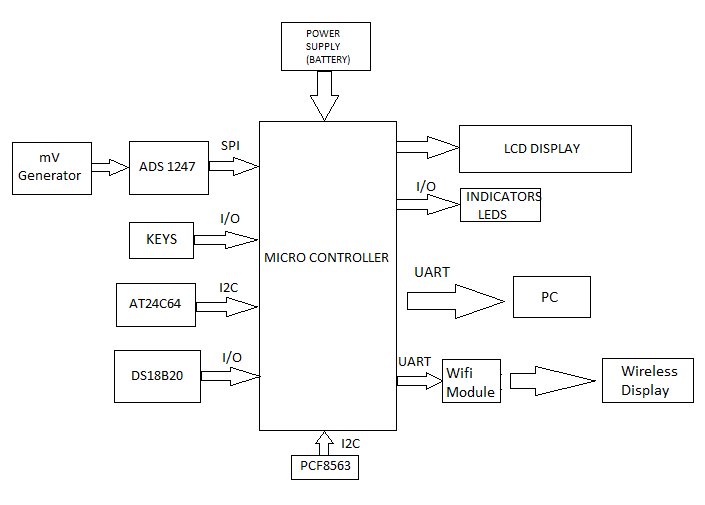 POWER
SUPPLY
(BATTERY)
mV
Generator
ADS 1247
SPI
LCD DISPLAY
I/O
INDICATORS
LEDS
KEYS
I/O
MICRO CONTROLLER
AT24C64
I2C
UART
PC
DS18B20
I/O
UART
Wifi
Module
Wireless
Display
I2C
PCF8563